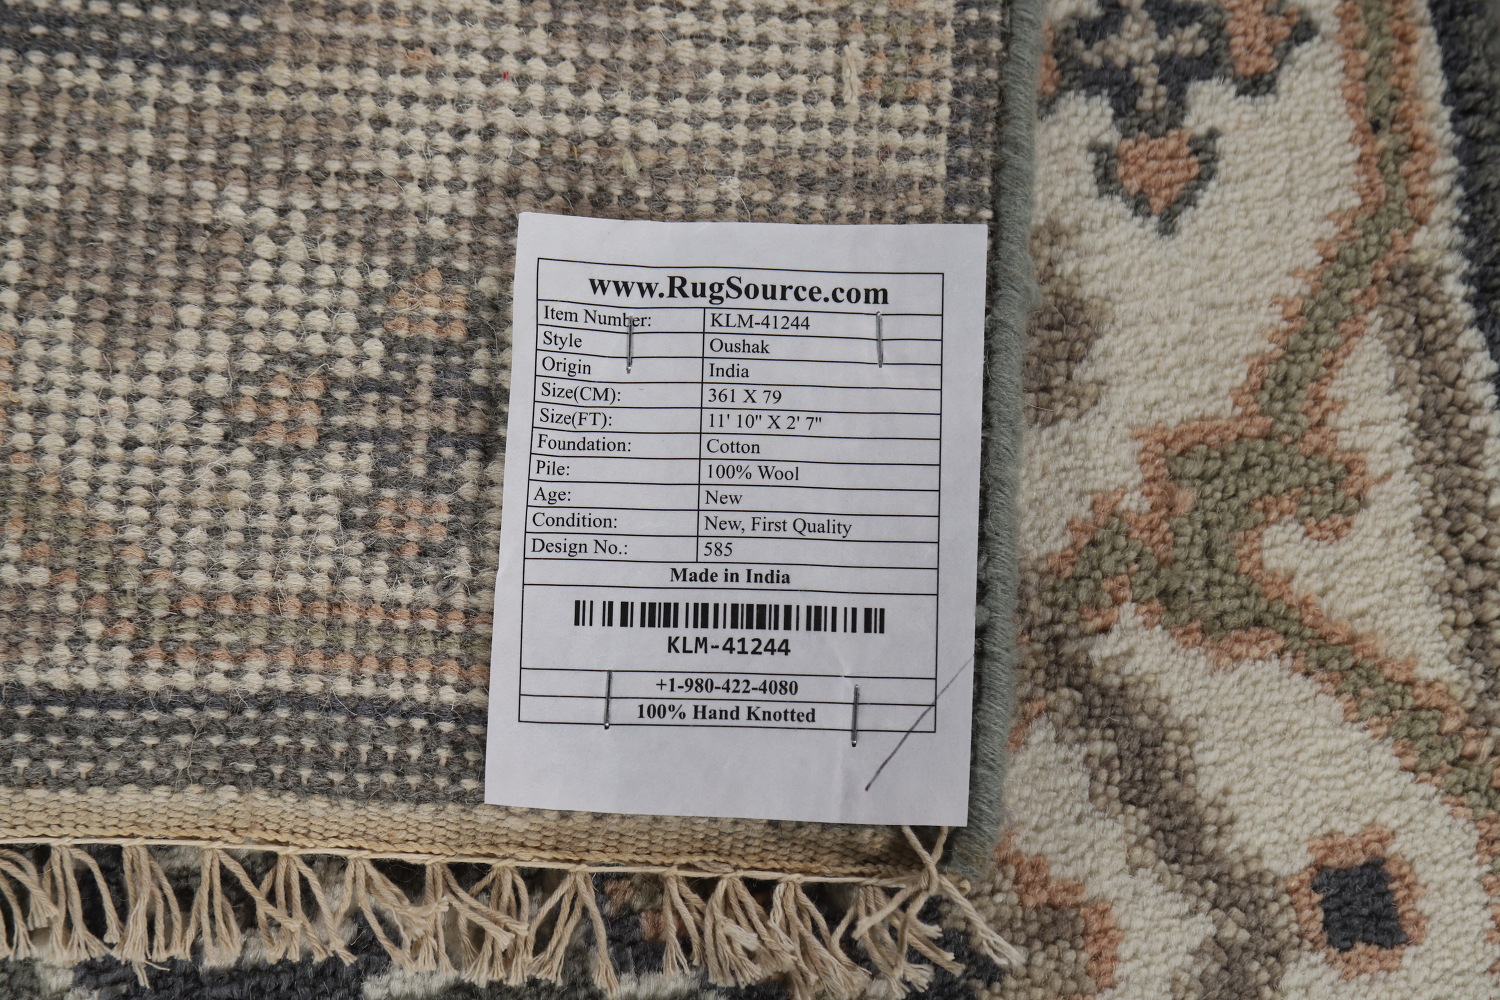 www.RugSource.com
Item Number: KLM-41244
Style Oushak
Origin India
Size(CM): 361 X 79
Size(FT): 11' 10" X 2' 7"
Foundation: Cotton
Pile: 100% Wool
Age: New
Condition: New, First Quality
Design No.: 585
Made in India
KLM-41244
+1-980-422-4080
100% Hand Knotted